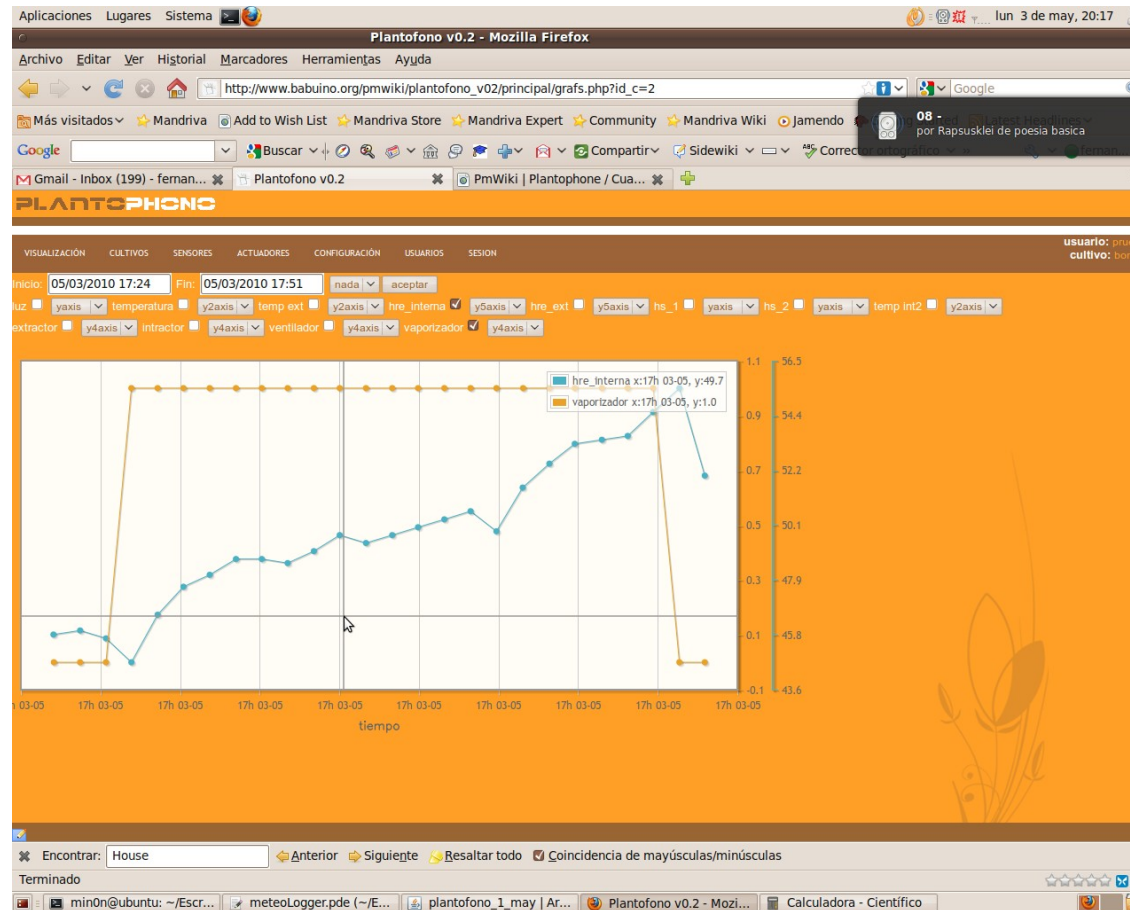 Aplicaciones Lugares Sistema lun 3 de may, 20:17
Plantofono v0.2 - Mozilla Firefox
Archivo Editar Ver Historial Marcadores Herramientas Ayuda
http://www.babuino.org/pmwiki/plantofono_v02/principal/grafs.php?id_c=2 Google
08 -
por Rapsusklei de poesia basica
Más visitados Mandriva Add to Wish List Mandriva Store Mandriva Expert Community Mandriva Wiki Jamendo Latest Headlines
Google Buscar Compartir Sidewiki Corrector ortográfico
Gmail - Inbox (199) - fernan... Plantofono v0.2 PmWiki | Plantophone / Cua...
PLANTOPHONO
VISUALIZACIÓN CULTIVOS SENSORES ACTUADORES CONFIGURACIÓN USUARIOS SESION
usuario: pru
cultivo: bor
Inicio: 05/03/2010 17:24 Fin: 05/03/2010 17:51 nada aceptar
luz yaxis temperatura y2axis temp ext y2axis hre_interna y5axis hre_ext y5axis hs_1 yaxis hs_2 yaxis temp int2 y2axis
extractor y4axis intractor y4axis ventilador y4axis vaporizador y4axis
hre_interna x:17h 03-05, y:49.7
vaporizador x:17h 03-05, y:1.0
1.1 56.5
0.9 54.4
0.7 52.2
0.5 50.1
0.3 47.9
0.1 45.8
-0.1 43.6
03-05 17h 03-05 17h 03-05 17h 03-05 17h 03-05 17h 03-05 17h 03-05 17h 03-05 17h 03-05 17h 03-05
tiempo
Encontrar: House Anterior Siguiente Resaltar todo Coincidencia de mayúsculas/minúsculas
Terminado
min0n@ubuntu: ~/Escr... meteoLogger.pde (~/E... plantofono_1_may | Ar... Plantofono v0.2 - Mozi... Calculadora - Científico